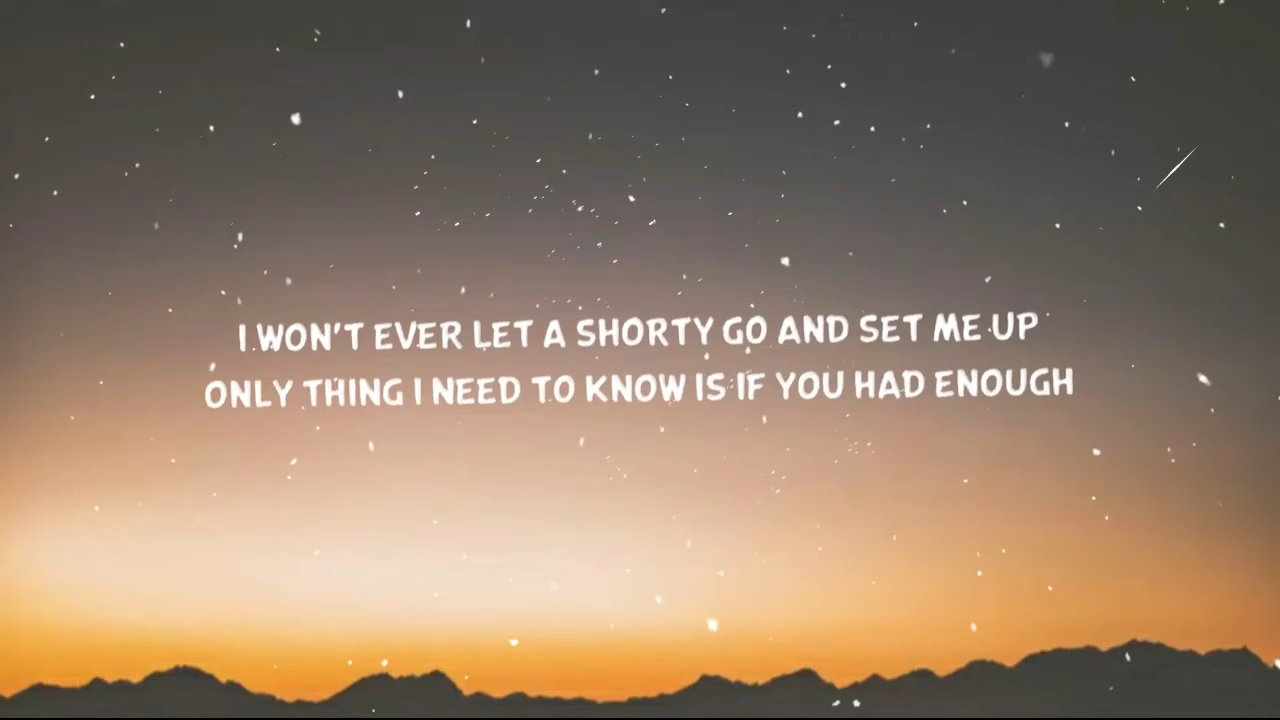 I WON'T EVER LET A SHORTY GO AND SET ME UP
ONLY THING I NEED TO KNOW IS IF YOU HAD ENOUGH